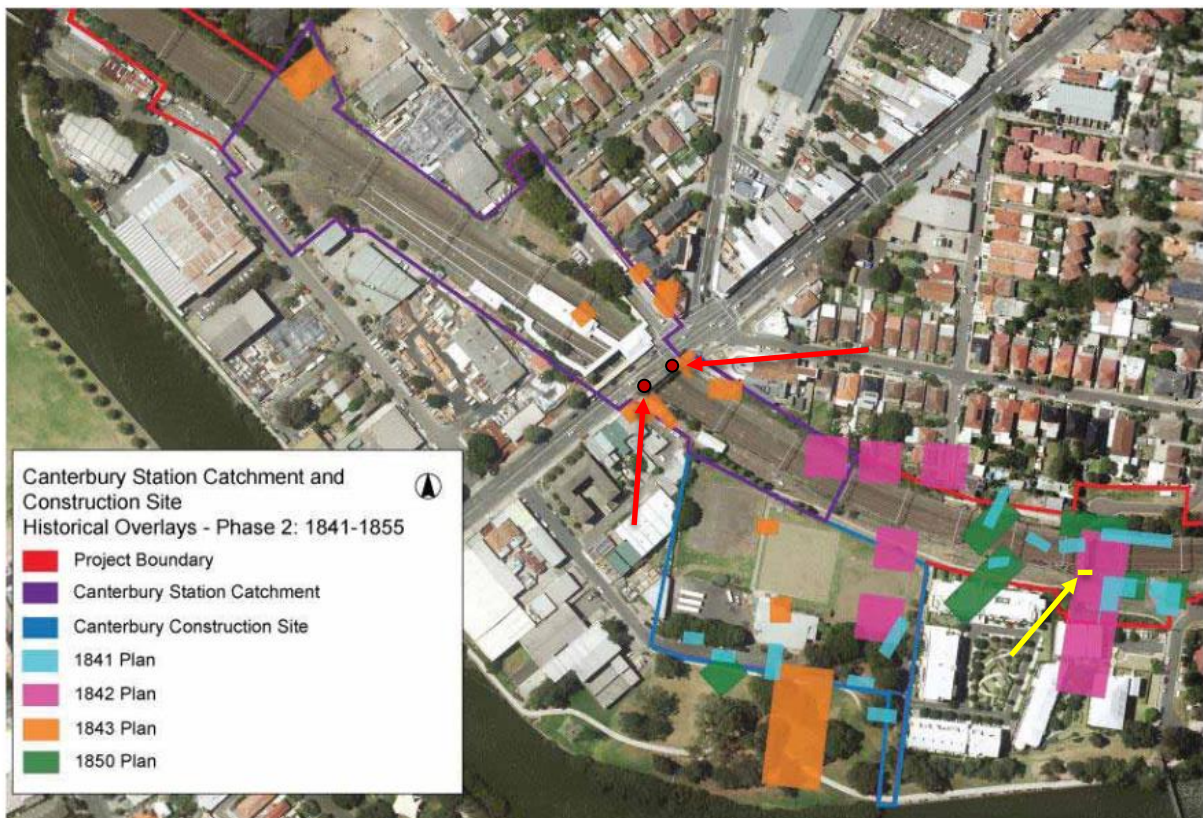 Canterbury Station Catchment and
Construction Site
Historical Overlays - Phase 2: 1841-1855
Project Boundary
Canterbury Station Catchment
Canterbury Construction Site
1841 Plan
1842 Plan
1843 Plan
1850 Plan